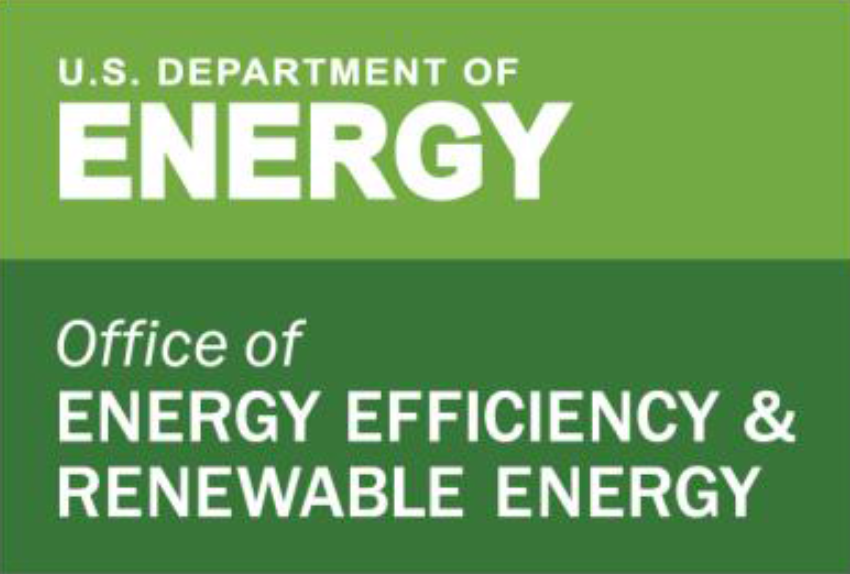 U.S. DEPARTMENT OF
ENERGY
Office of
ENERGY EFFICIENCY &
RENEWABLE ENERGY